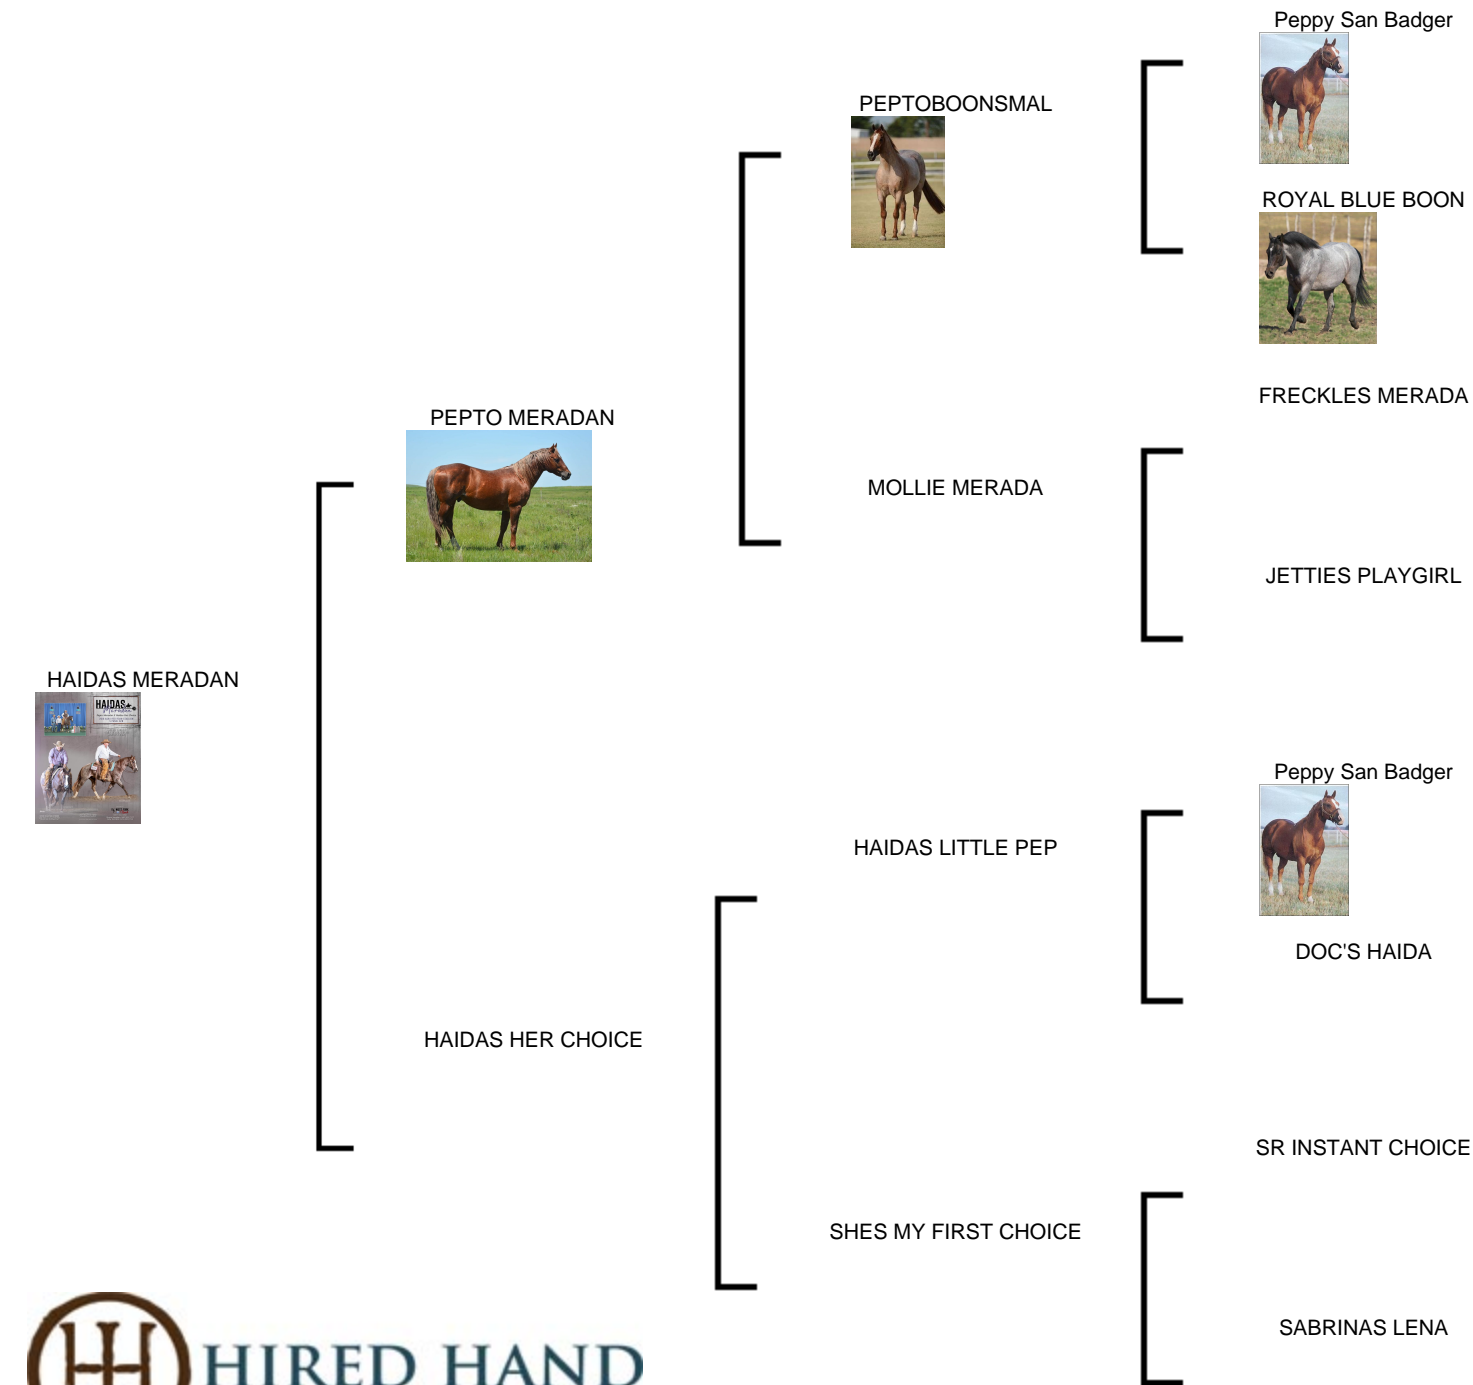 Peppy San Badger
PEPTOBOONSMAL
ROYAL BLUE BOON
FRECKLES MERADA
PEPTO MERADAN
MOLLIE MERADA
JETTIES PLAYGIRL
HAIDAS MERADAN
HAIDAS
Peppy San Badger
HAIDAS LITTLE PEP
DOC'S HAIDA
HAIDAS HER CHOICE
SR INSTANT CHOICE
SHES MY FIRST CHOICE
SABRINAS LENA
HIRED HAND